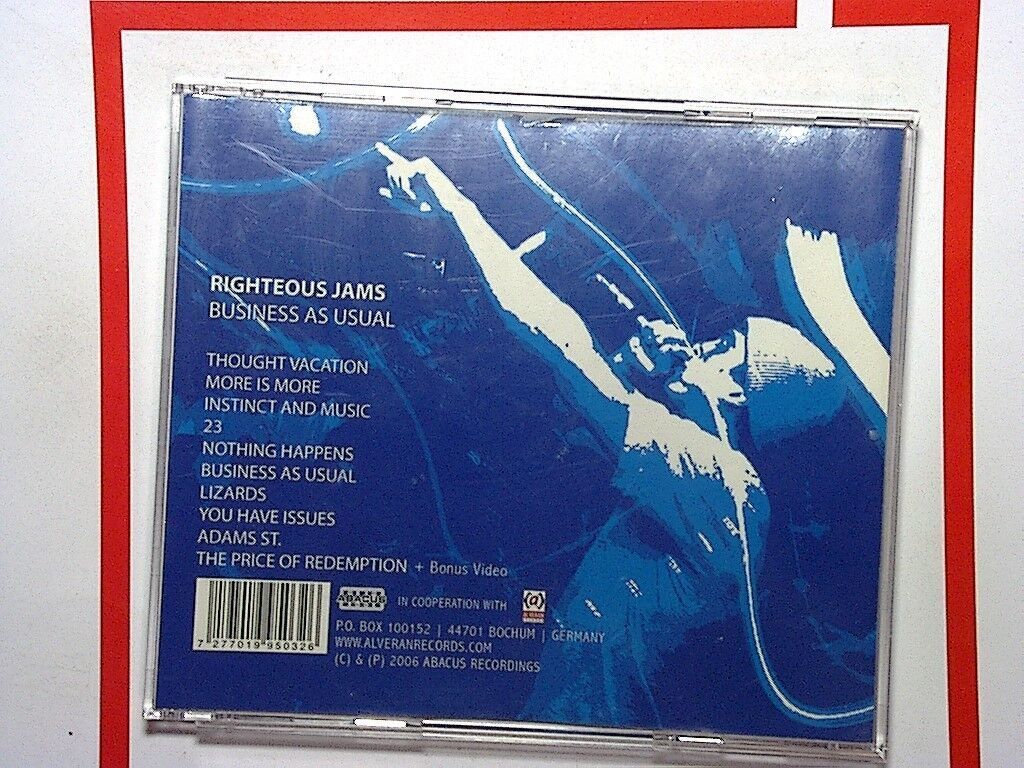 RIGHTEOUS JAMS
BUSINESS AS USUAL
THOUGHT VACATION
MORE IS MORE
INSTINCT AND MUSIC
23
NOTHING HAPPENS
BUSINESS AS USUAL
LIZARDS
YOU HAVE ISSUES
ADAMS ST.
THE PRICE OF REDEMPTION + Bonus Video
ABACUS IN COOPERATION WITH
P.O. BOX 100152 | 44701 BOCHUM | GERMANY
WWW.ALVERANRECORDS.COM
(C) & (P) 2006 ABACUS RECORDINGS
7 277019 950326